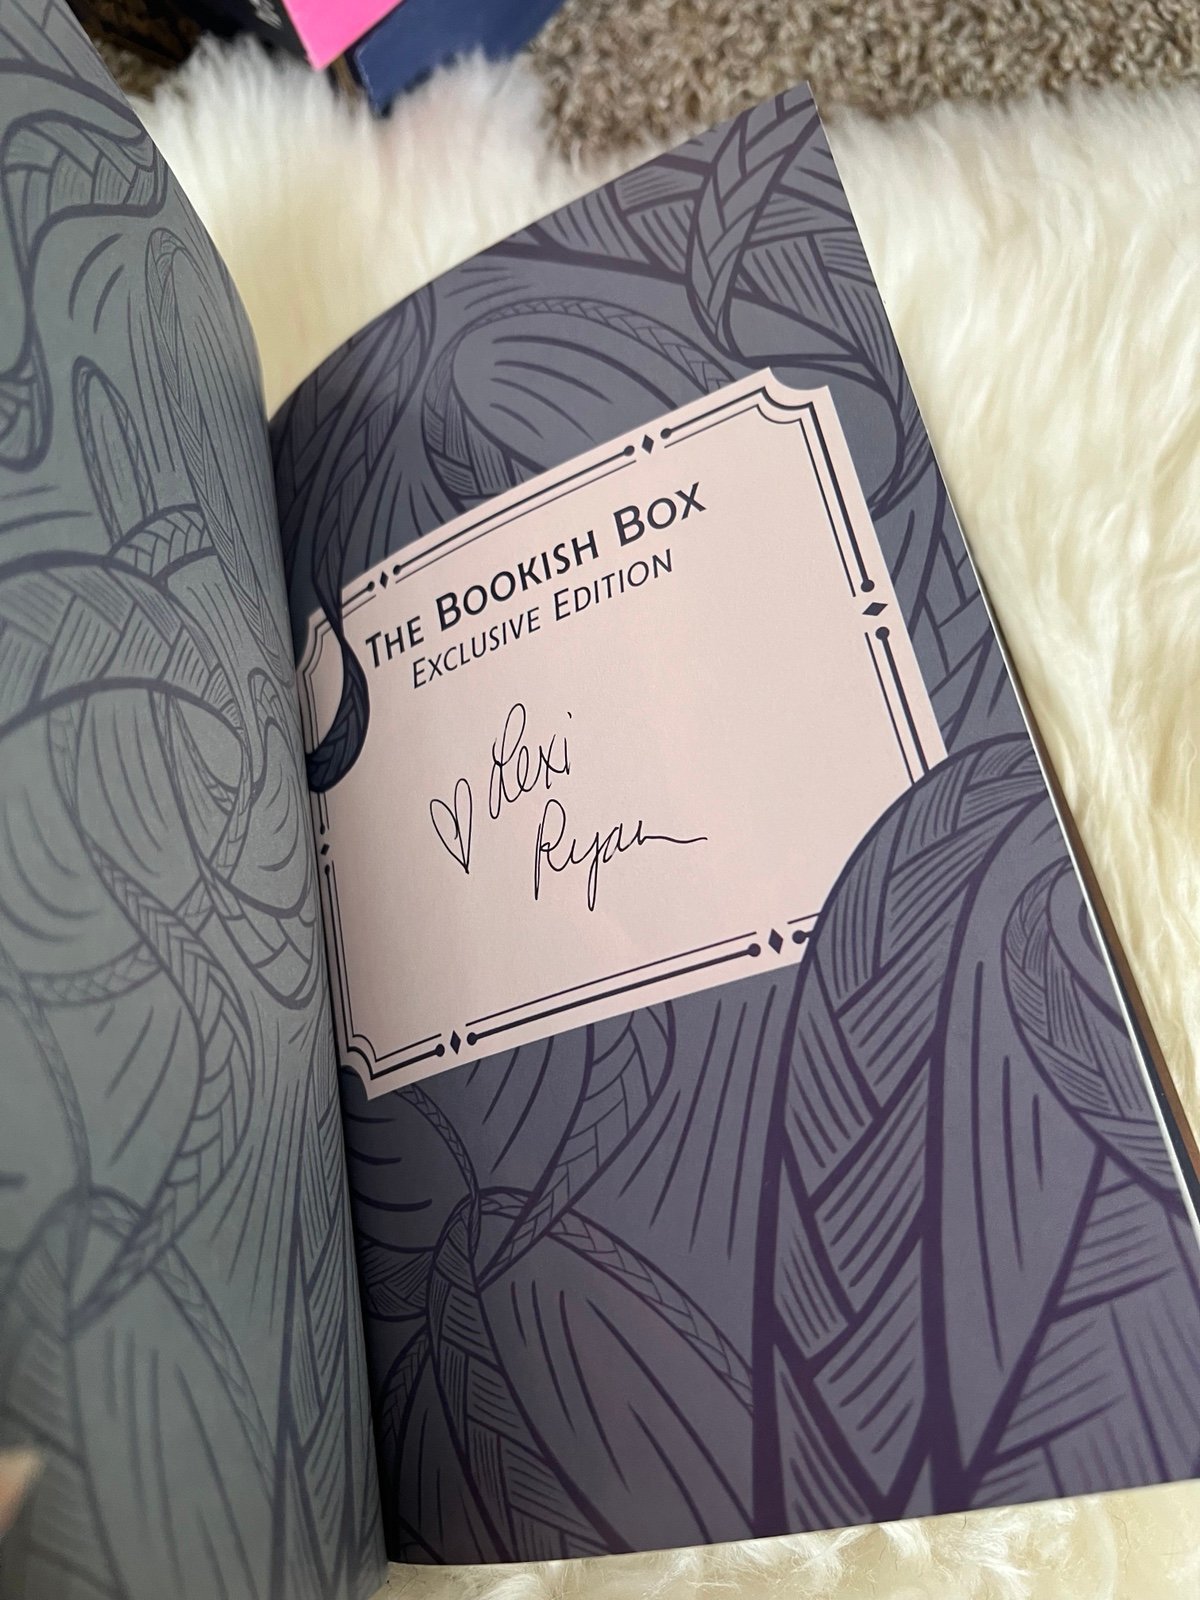 THE BOOKISH BOX
EXCLUSIVE EDITION
♡ Lexi
Ryan